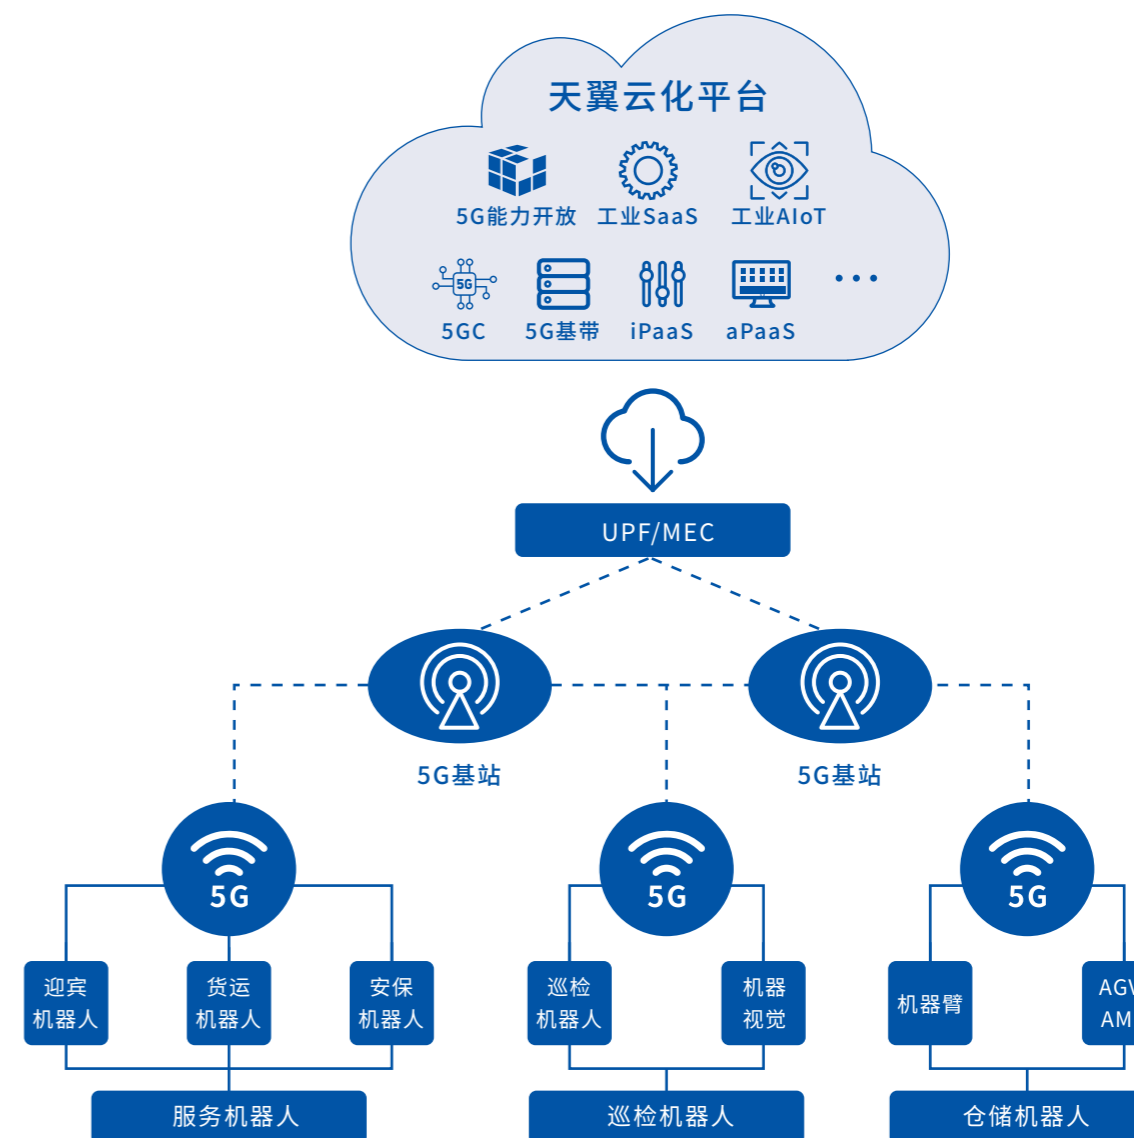 天翼云化平台
5G能力开放 工业SaaS 工业AIoT
5G
5GC 5G基带 iPaaS aPaaS ...
UPF/MEC
5G基站 5G基站
5G 5G 5G
迎宾
机器人
货运
机器人
安保
机器人
巡检
机器人
机器
视觉
机器臂
服务机器人 巡检机器人 仓储机器人